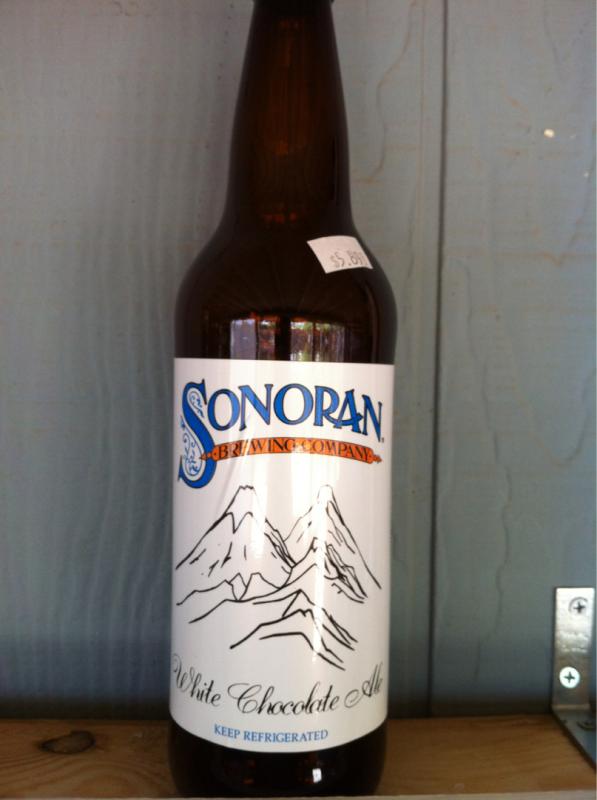 $5.89
SONORAN
BREWING COMPANY
White Chocolate Ale
KEEP REFRIGERATED